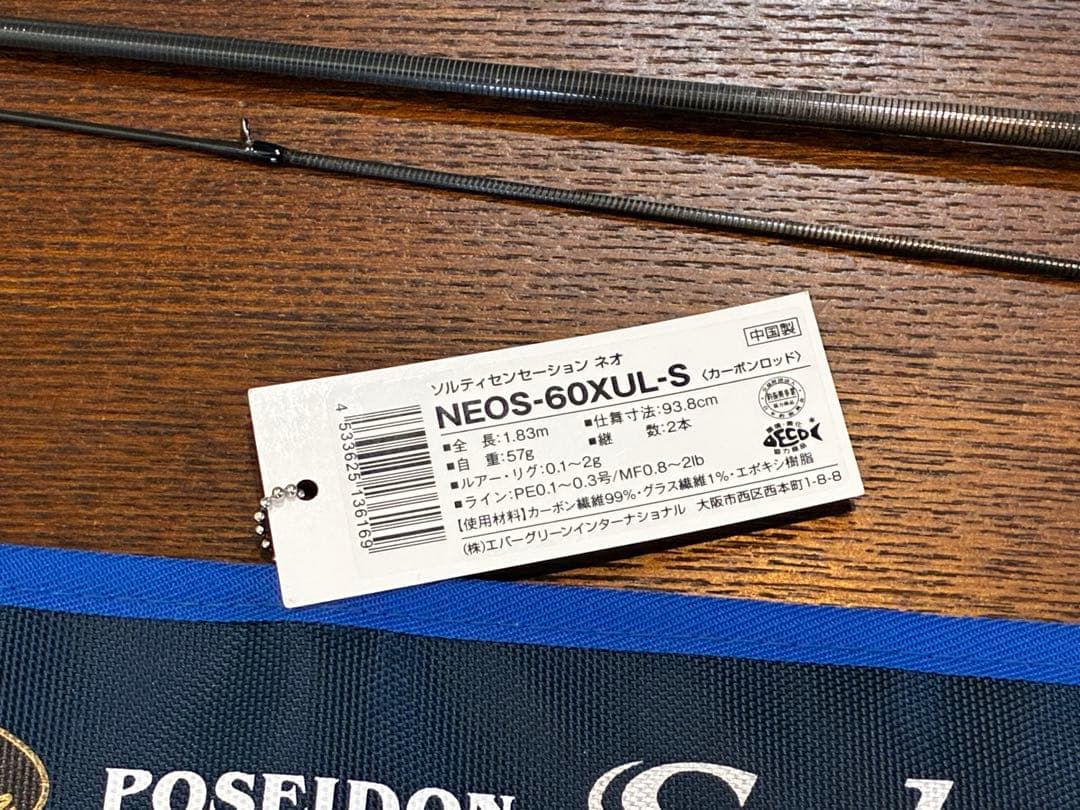 中国製
ソルティセンセーション ネオ
NEOS-60XUL-S 〈カーボンロッド〉
■全 長:1.83m ■仕舞寸法:93.8cm
■自 重:57g ■継 数:2本
■ルアー・リグ:0.1～2g
■ライン:PE0.1～0.3号/MF0.8～2lb
【使用材料】カーボン繊維99%・グラス繊維1%・エポキシ樹脂
(株)エバーグリーンインターナショナル 大阪市西区西本町1-8-8
4 533625 136169
ECO
POSEIDON